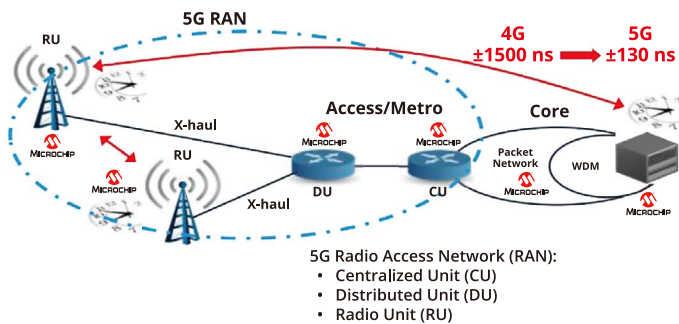 5G RAN
RU
4G
±1500 ns
5G
±130 ns
Access/Metro
Core
X-haul
MICROCHIP
MICROCHIP
MICROCHIP
MICROCHIP
RU
Packet
Network
WDM
MICROCHIP
MICROCHIP
DU
CU
X-haul
5G Radio Access Network (RAN):
• Centralized Unit (CU)
• Distributed Unit (DU)
• Radio Unit (RU)